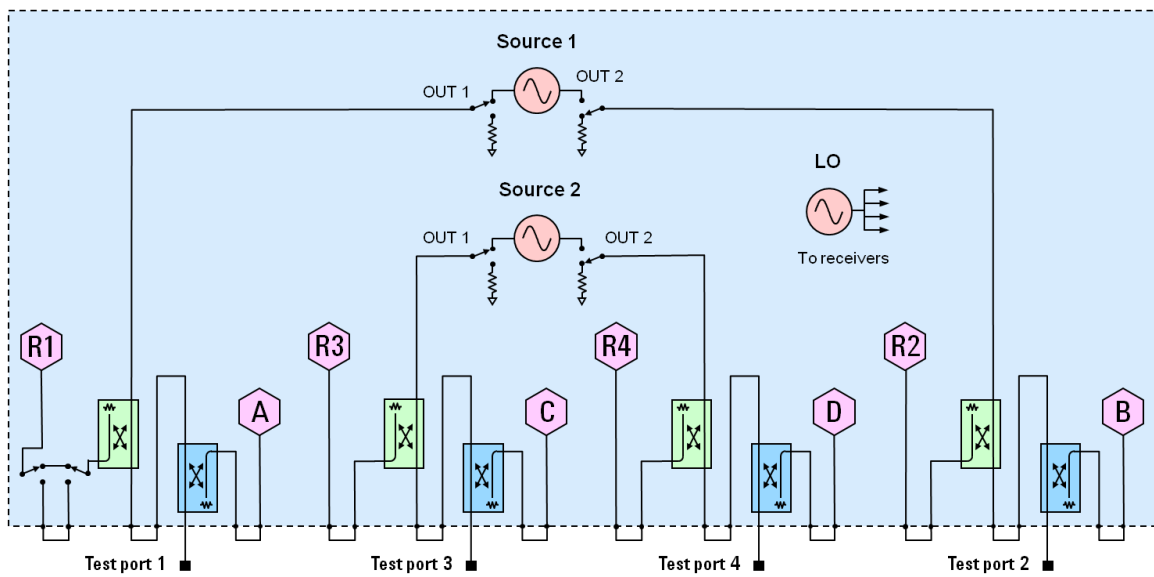 Source 1
OUT 1
OUT 2
LO
Source 2
OUT 1
OUT 2
To receivers
R1
R3
R4
R2
A
C
D
B
Test port 1
Test port 3
Test port 4
Test port 2